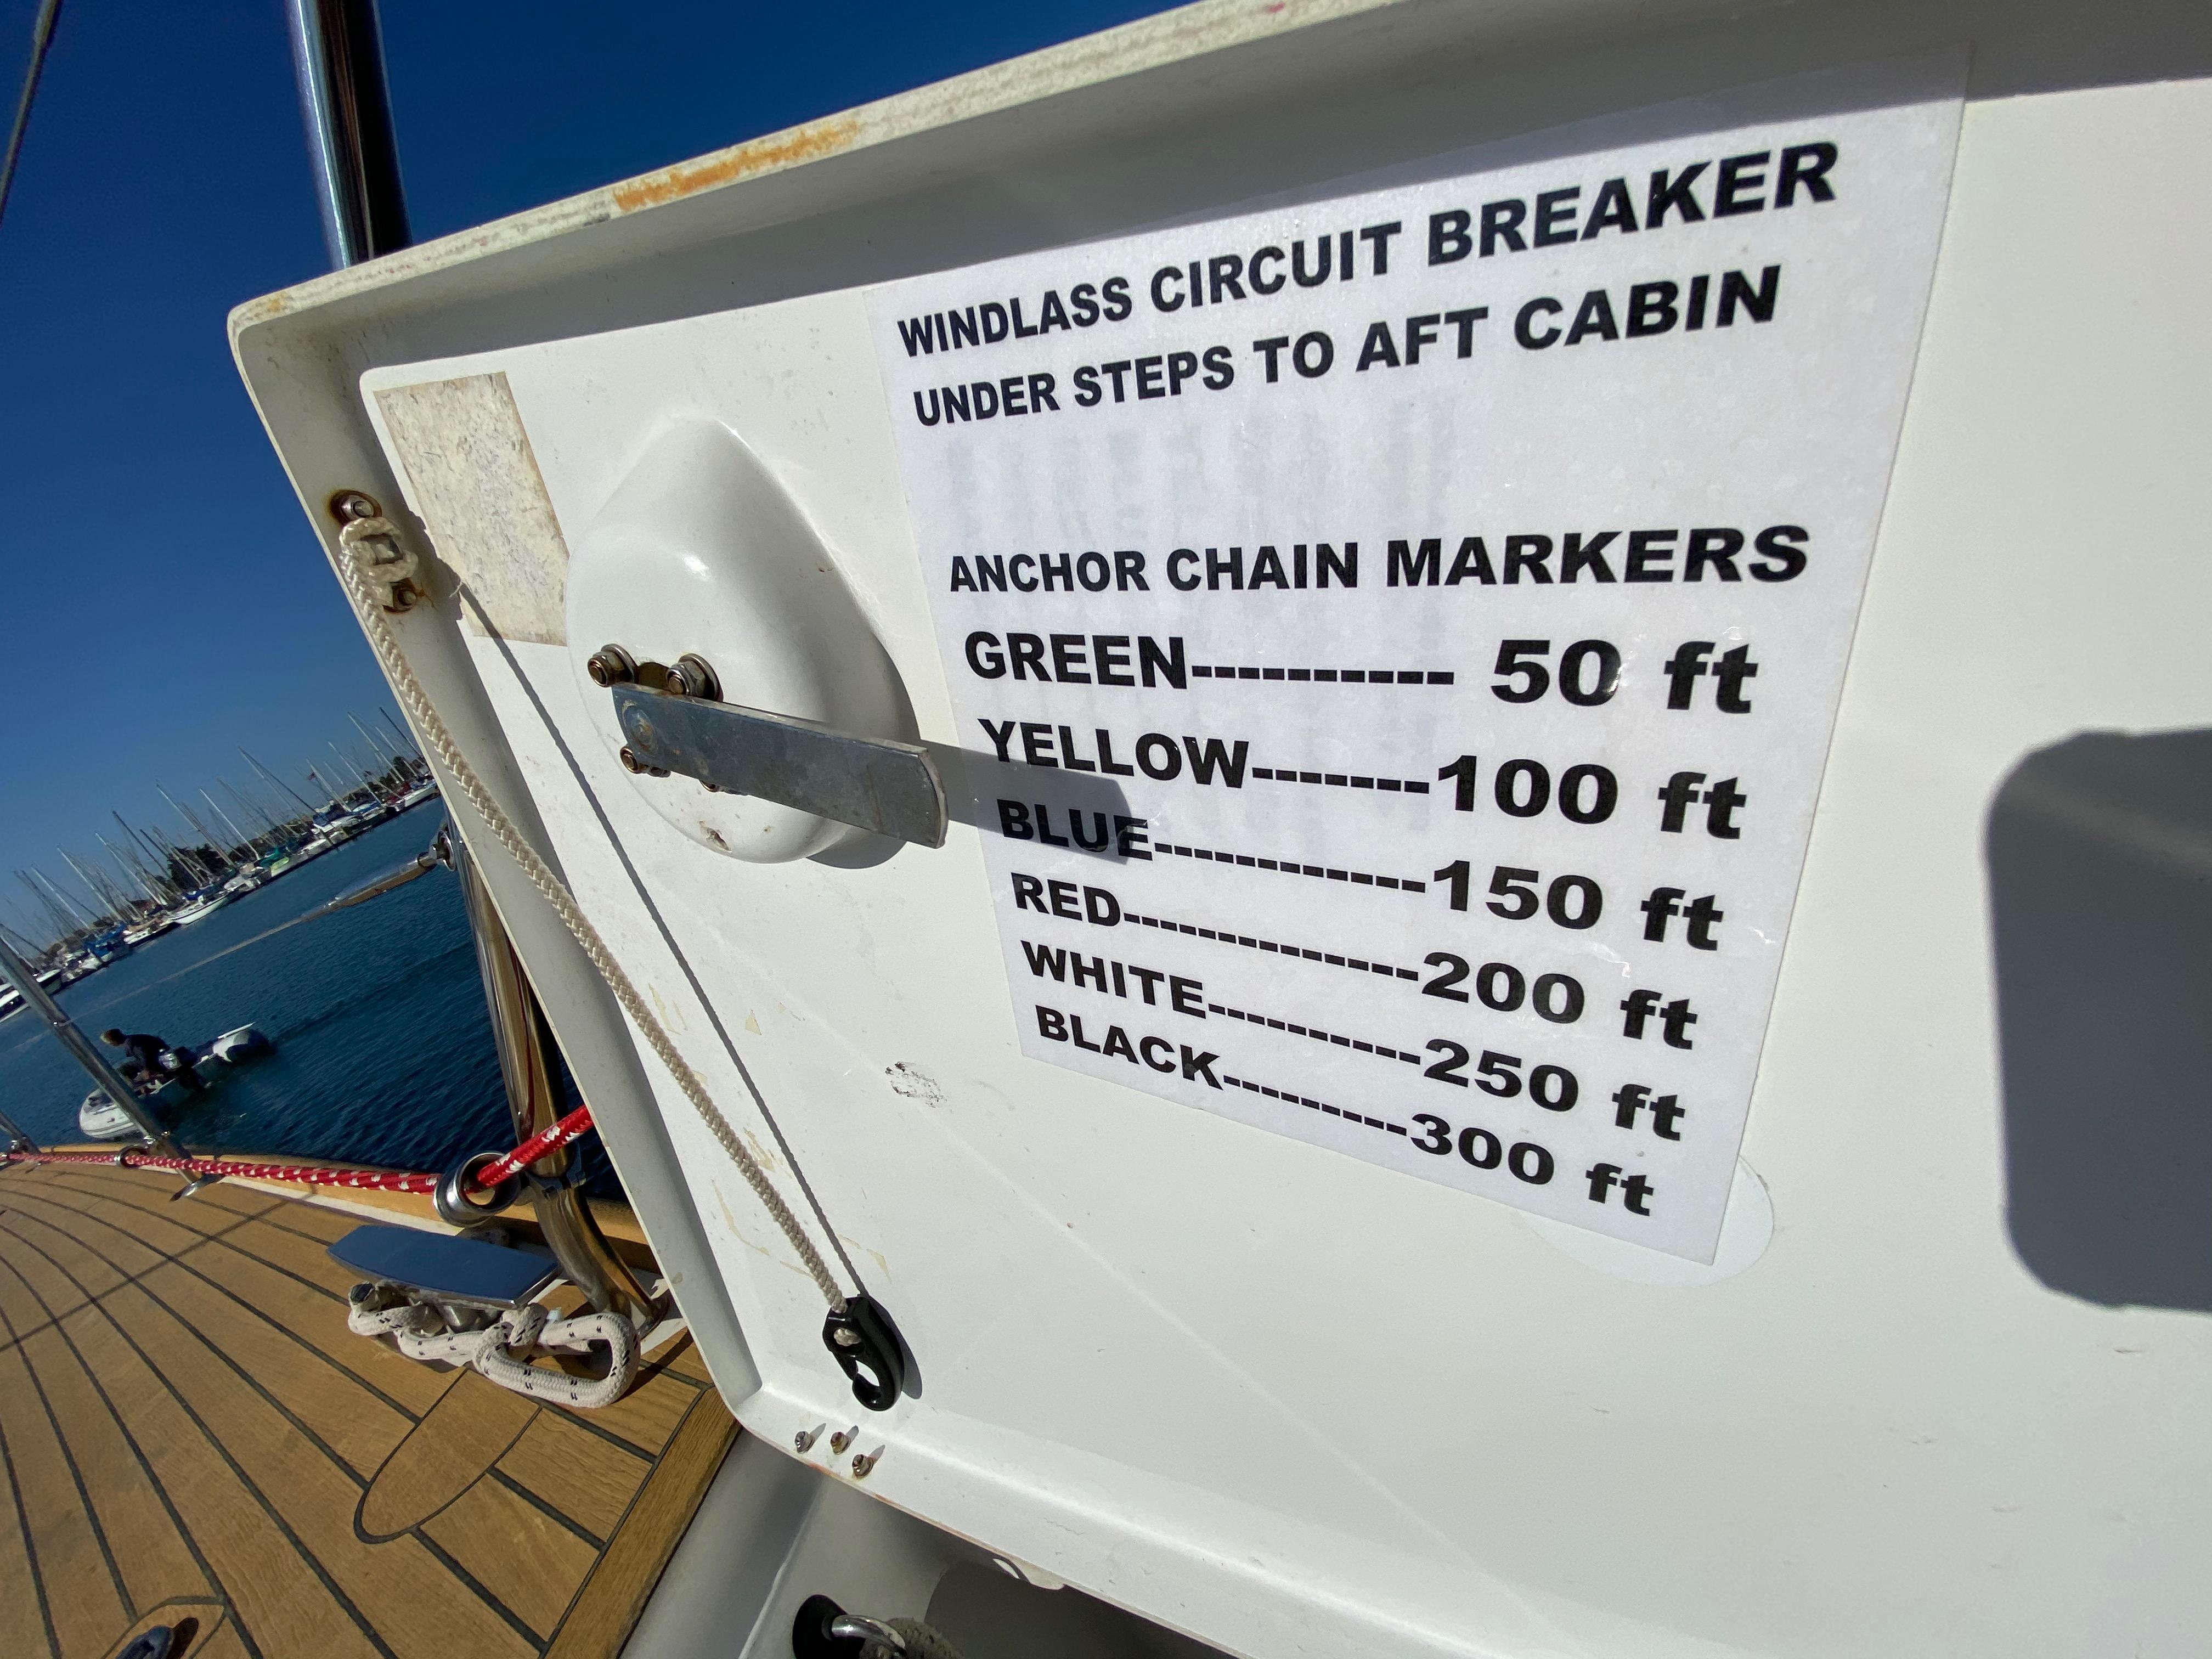 WINDLASS CIRCUIT BREAKER
UNDER STEPS TO AFT CABIN
ANCHOR CHAIN MARKERS
GREEN---------- 50 ft
YELLOW-------100 ft
BLUE-----------150 ft
RED------------200 ft
WHITE----------250 ft
BLACK---------300 ft